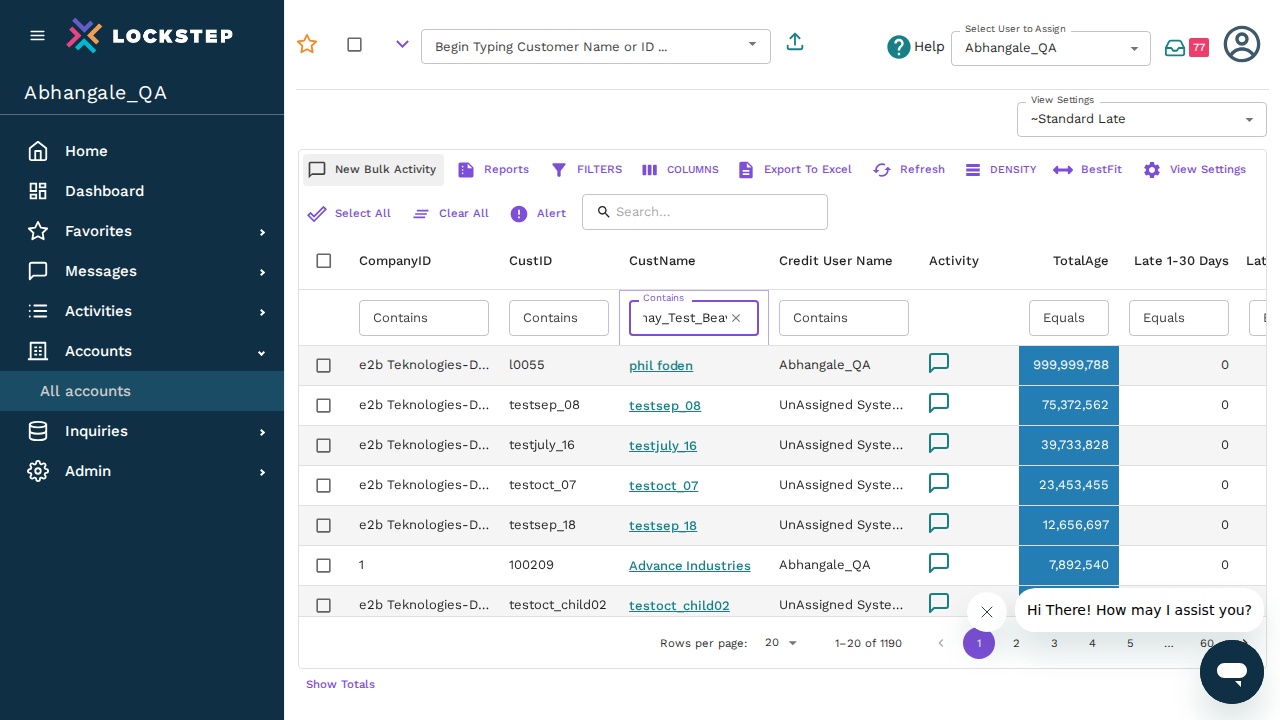 LOCKSTEP
Abhangale_QA
Home
Dashboard
Favorites
Messages
Activities
Accounts
All accounts
Inquiries
Admin
Begin Typing Customer Name or ID ...
Help
Select User to Assign
Abhangale_QA
77
View Settings
~Standard Late
New Bulk Activity
Reports
FILTERS
COLUMNS
Export To Excel
Refresh
DENSITY
BestFit
View Settings
Select All
Clear All
Alert
Search...
CompanyID CustID CustName Credit User Name Activity TotalAge Late 1-30 Days Lat
Contains
Contains Contains nay_Test_Bea Contains Equals Equals E
e2b Teknologies-D... l0055 phil foden Abhangale_QA 999,999,788 0
e2b Teknologies-D... testsep_08 testsep_08 UnAssigned Syste... 75,372,562 0
e2b Teknologies-D... testjuly_16 testjuly_16 UnAssigned Syste... 39,733,828 0
e2b Teknologies-D... testoct_07 testoct_07 UnAssigned Syste... 23,453,455 0
e2b Teknologies-D... testsep_18 testsep_18 UnAssigned Syste... 12,656,697 0
1 100209 Advance Industries Abhangale_QA 7,892,540 0
e2b Teknologies-D... testoct_child02 testoct_child02 UnAssigned Syste...
Hi There! How may I assist you?
Rows per page: 20 1–20 of 1190 1 2 3 4 5 ... 60
Show Totals